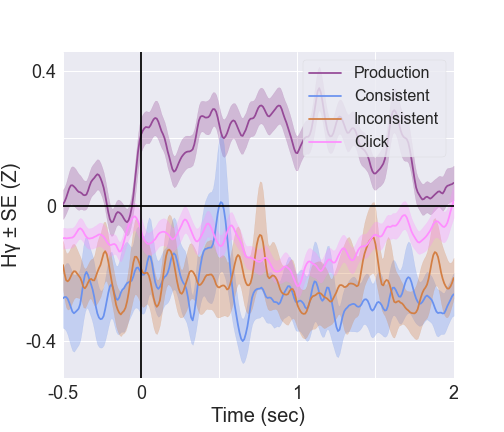 Production
Consistent
Inconsistent
Click
0.4
0
-0.4
Hγ ± SE (Z)
-0.5
0
1
2
Time (sec)